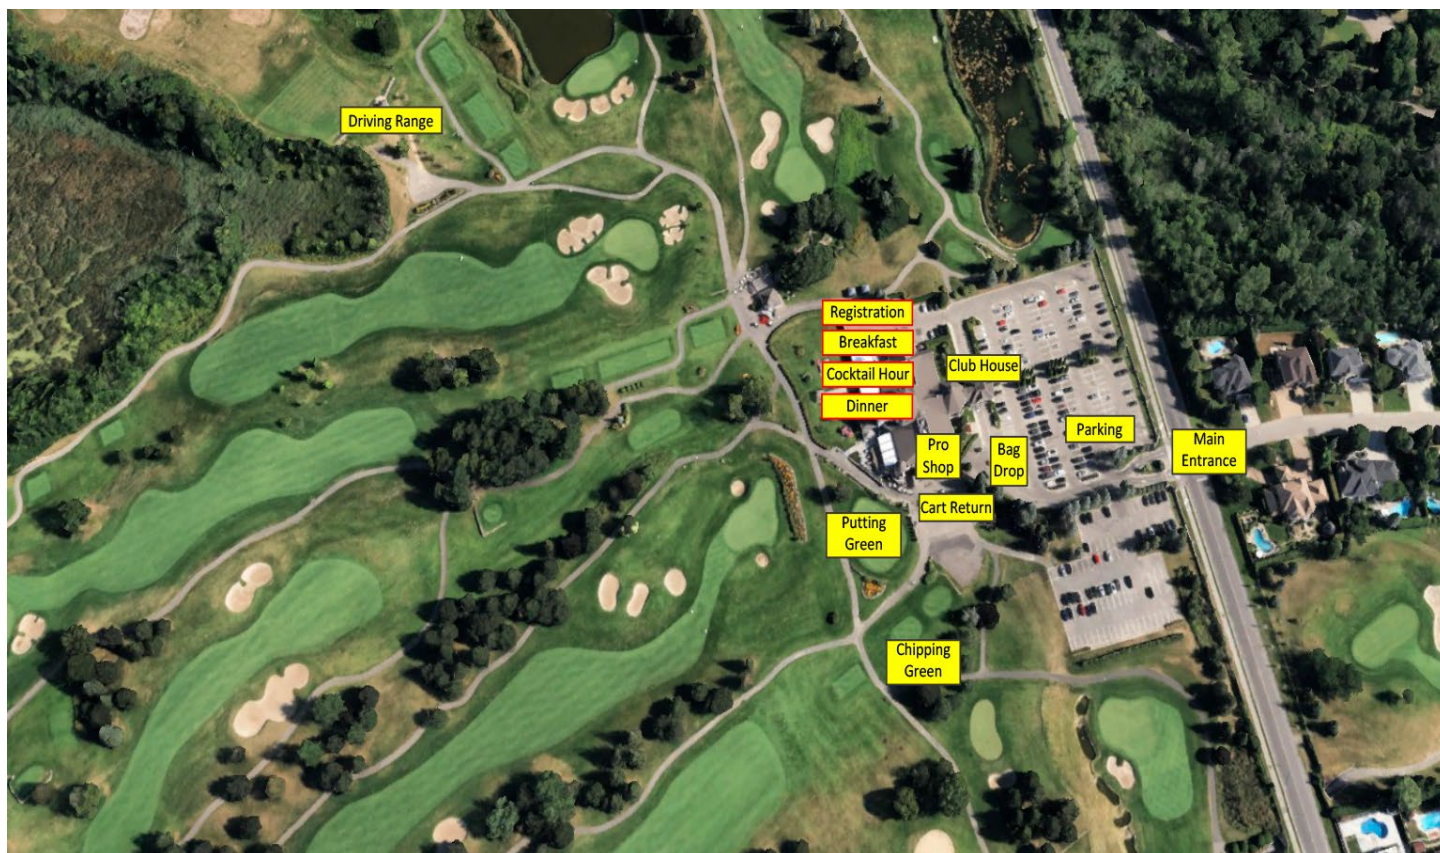 Driving Range
Registration
Breakfast
Cocktail Hour
Dinner
Club House
Parking
Main
Entrance
Pro
Shop
Bag
Drop
Cart Return
Putting
Green
Chipping
Green